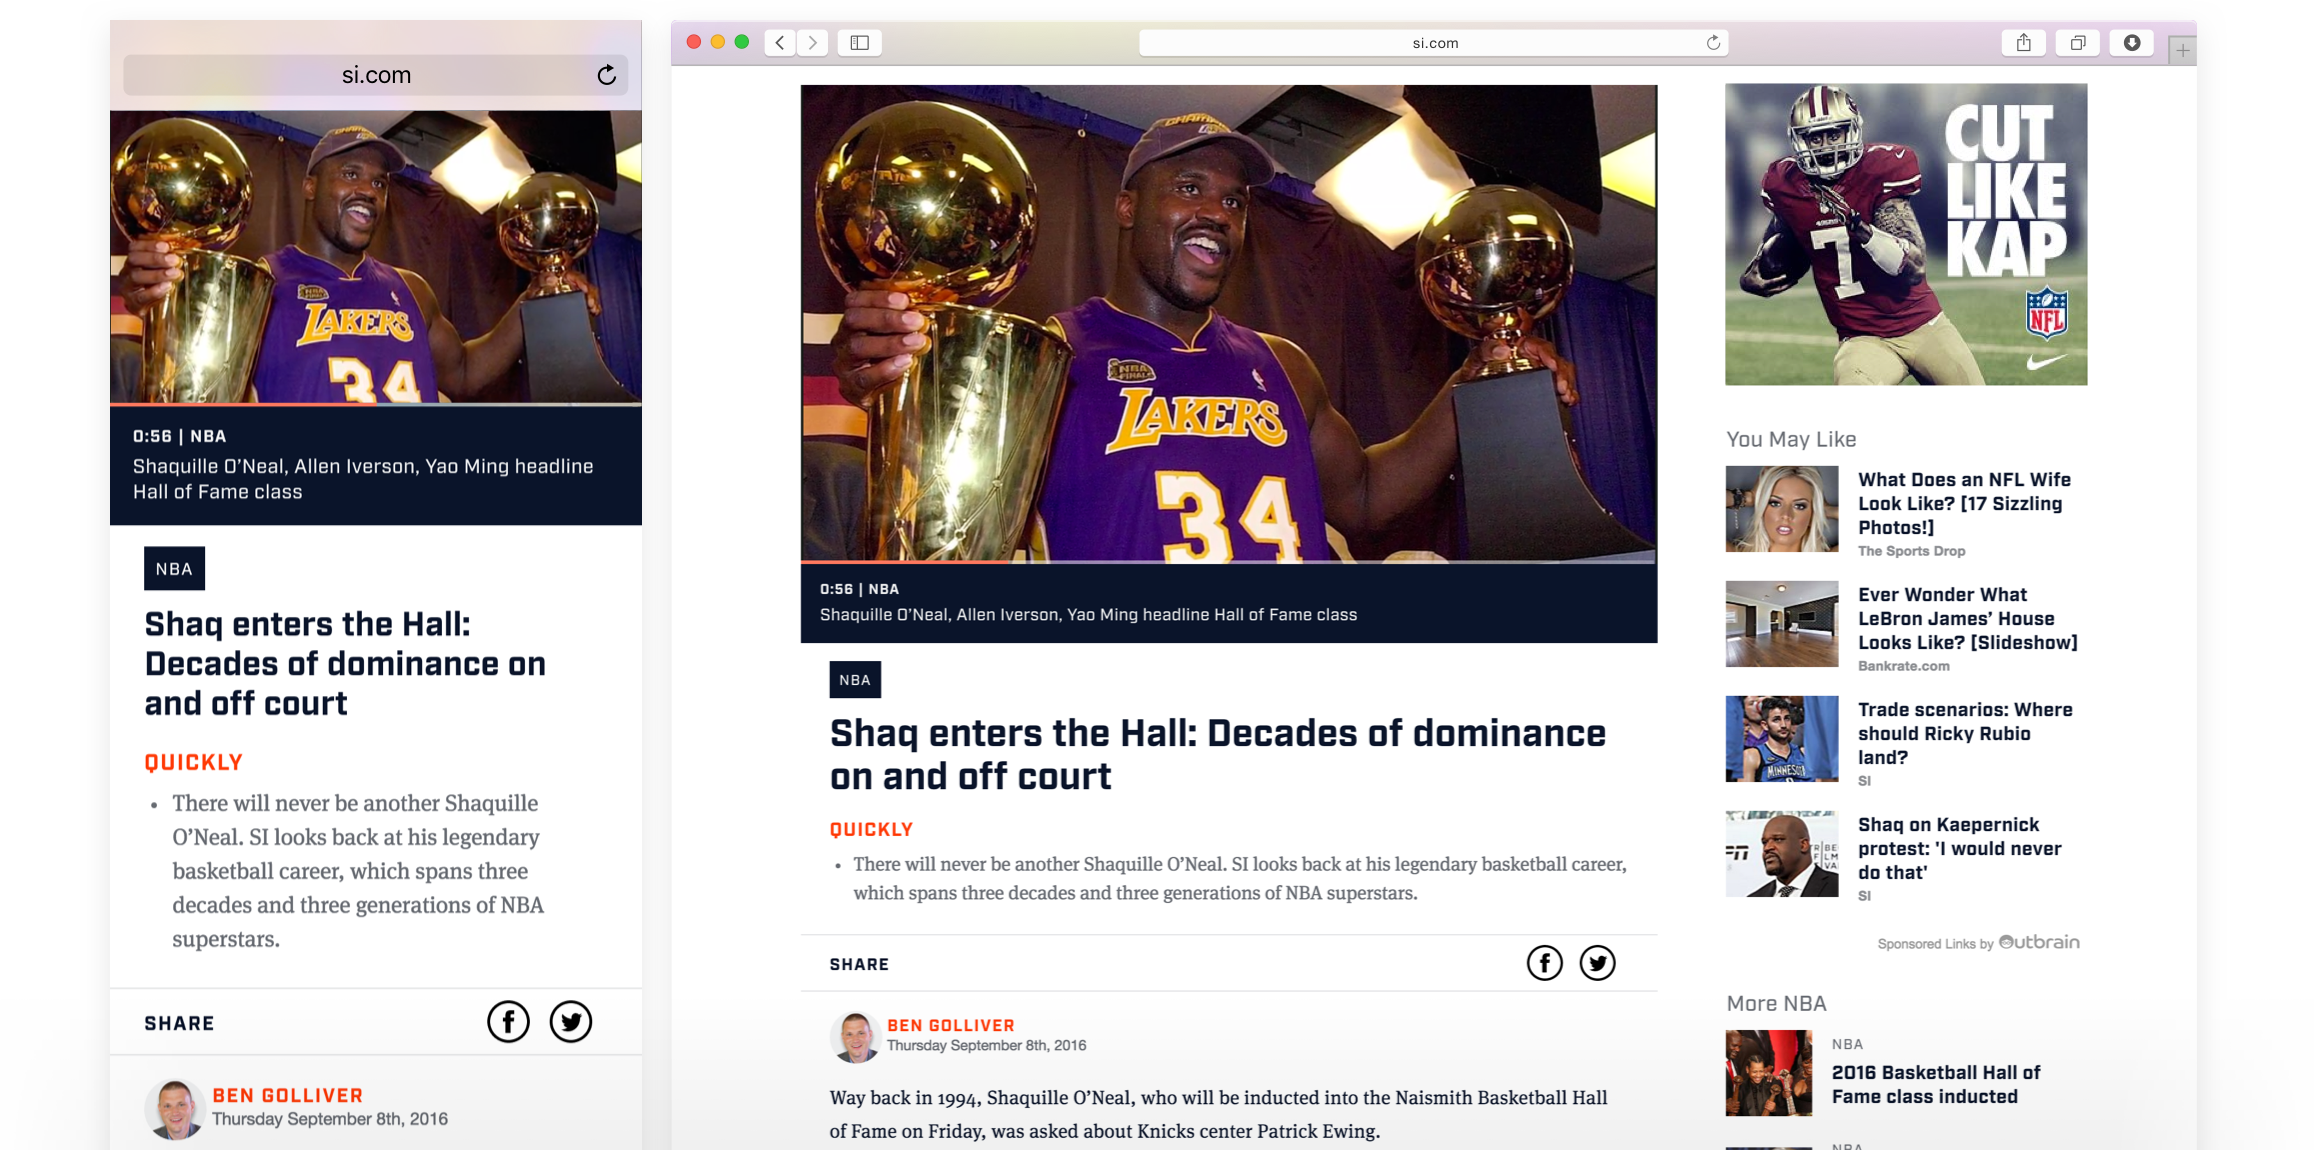 si.com
CHAMPIONS
NBA
FINALS
LAKERS
34
0:56 | NBA
Shaquille O’Neal, Allen Iverson, Yao Ming headline
Hall of Fame class
NBA
Shaq enters the Hall:
Decades of dominance on
and off court
QUICKLY
• There will never be another Shaquille
O’Neal. SI looks back at his legendary
basketball career, which spans three
decades and three generations of NBA
superstars.
SHARE
BEN GOLLIVER
Thursday September 8th, 2016
si.com
NBA
FINALS
LAKERS
34
0:56 | NBA
Shaquille O’Neal, Allen Iverson, Yao Ming headline Hall of Fame class
NBA
Shaq enters the Hall: Decades of dominance
on and off court
QUICKLY
• There will never be another Shaquille O’Neal. SI looks back at his legendary basketball career,
which spans three decades and three generations of NBA superstars.
SHARE
BEN GOLLIVER
Thursday September 8th, 2016
Way back in 1994, Shaquille O’Neal, who will be inducted into the Naismith Basketball Hall
of Fame on Friday, was asked about Knicks center Patrick Ewing.
CUT
LIKE
KAP
7
NFL
You May Like
What Does an NFL Wife
Look Like? [17 Sizzling
Photos!]
The Sports Drop
Ever Wonder What
LeBron James’ House
Looks Like? [Slideshow]
Bankrate.com
Trade scenarios: Where
should Ricky Rubio
land?
SI
Shaq on Kaepernick
protest: 'I would never
do that'
SI
Sponsored Links by Outbrain
More NBA
NBA
2016 Basketball Hall of
Fame class inducted
NBA